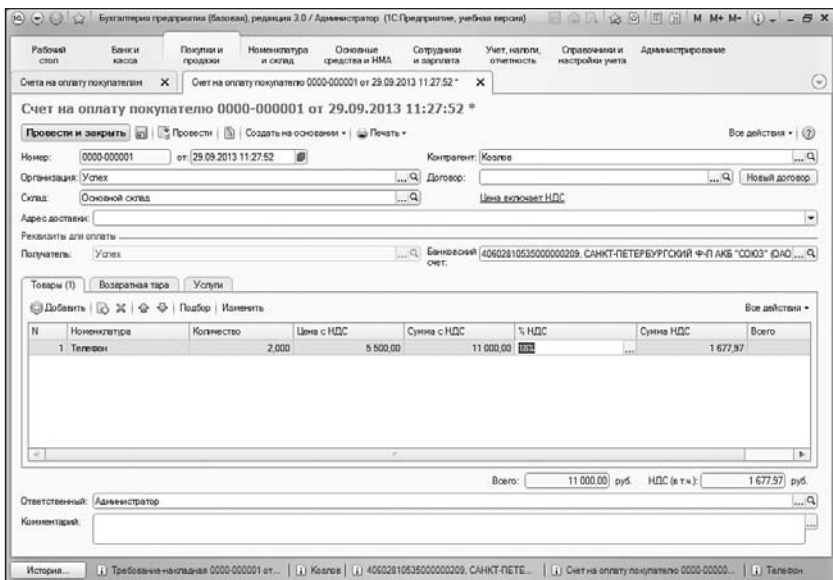 Бухгалтерия предприятия (базовая), редакция 3.0 / Администратор (1С:Предприятие, учебная версия) M M+ M-
Рабочий стол Банк и касса Покупки и продажи Номенклатура и склад Основные средства и НМА Сотрудники и зарплата Учет, налоги, отчетность Справочники и настройки учета Администрирование
Счета на оплату покупателям Счет на оплату покупателю 0000-000001 от 29.09.2013 11:27:52 *
Счет на оплату покупателю 0000-000001 от 29.09.2013 11:27:52 *
Провести и закрыть Провести Создать на основании Печать Все действия
Номер: 0000-000001 от: 29.09.2013 11:27:52 Контрагент: Козлов
Организация: Успех Договор: Новый договор
Склад: Основной склад Цена включает НДС
Адрес доставки:
Реквизиты для оплаты
Получатель: Успех Банковский счет: 40602810535000000209, САНКТ-ПЕТЕРБУРГСКИЙ Ф-Л АКБ "СОЮЗ" (ОАО
Товары (1) Возвратная тара Услуги
Добавить Подбор Изменить Все действия
N Номенклатура Количество Цена с НДС Сумма с НДС % НДС Сумма НДС Всего
1 Телефон 2,000 5 500,00 11 000,00 18% 1 677,97
Всего: 11 000,00 руб. НДС (в т.ч.): 1 677,97 руб.
Ответственный: Администратор
Комментарий:
История... Требование-накладная 0000-000001 от... Козлов 40602810535000000209, САНКТ-ПЕТЕ... Счет на оплату покупателю 0000-00000... Телефон